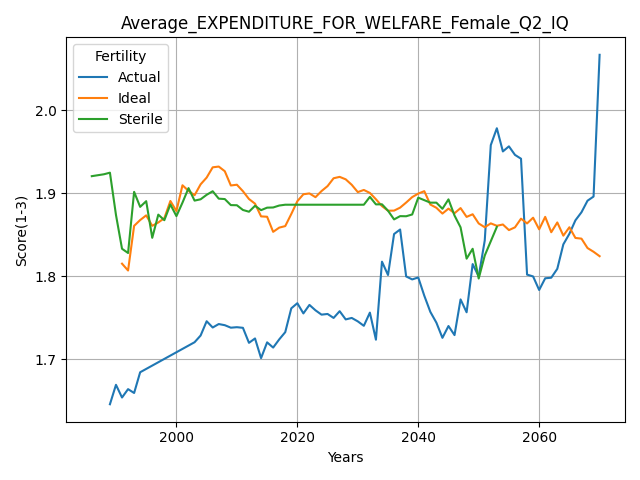 Average_EXPENDITURE_FOR_WELFARE_Female_Q2_IQ
Fertility
Actual
Ideal
Sterile
2.0
1.9
1.8
1.7
Score(1-3)
2000
2020
2040
2060
Years